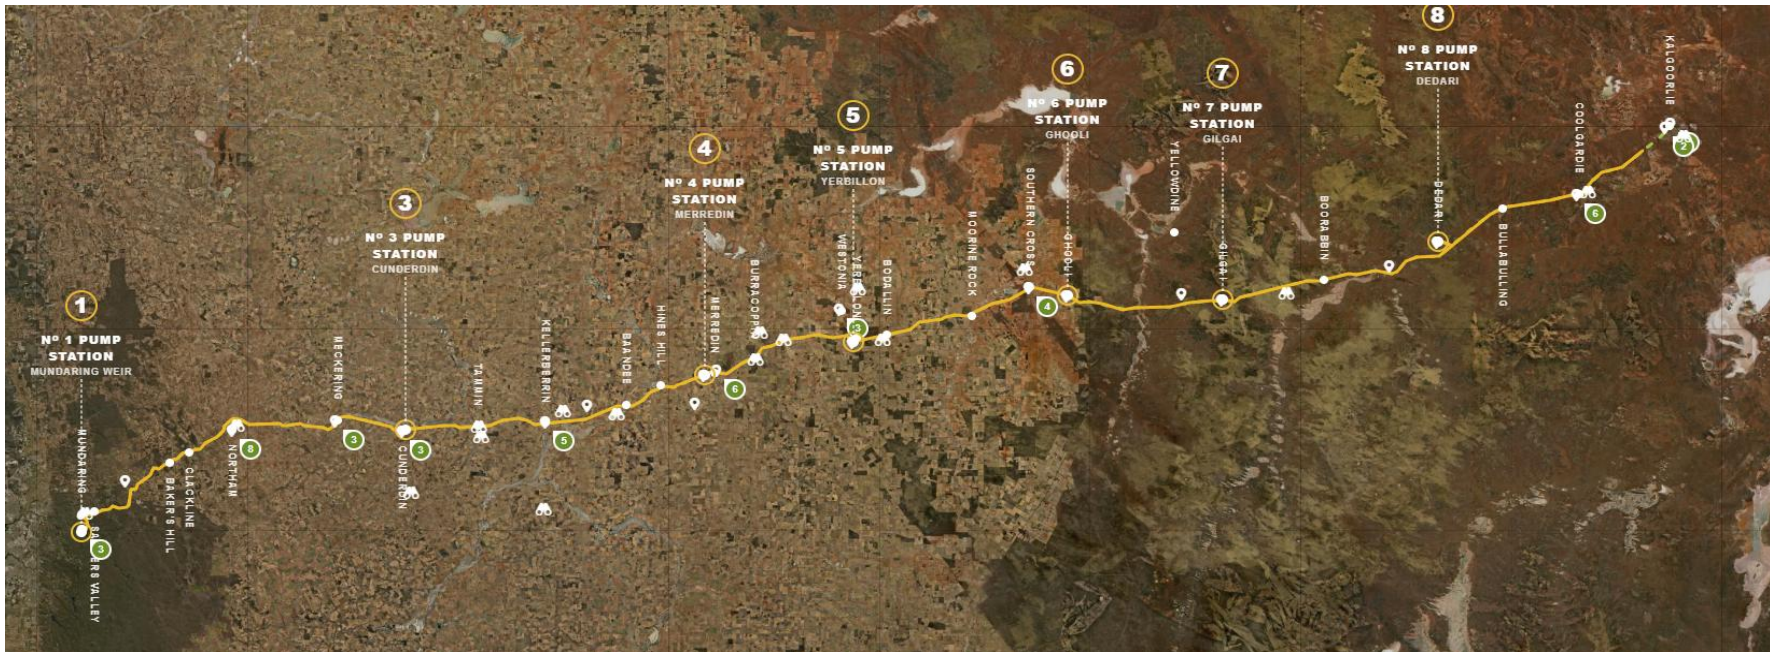 1
Nº 1 PUMP
STATION
MUNDARING WEIR
3
Nº 3 PUMP
STATION
CUNDERDIN
4
Nº 4 PUMP
STATION
MERREDIN
5
Nº 5 PUMP
STATION
YERBILLON
6
Nº 6 PUMP
STATION
GHOOLI
7
Nº 7 PUMP
STATION
GILGAI
8
Nº 8 PUMP
STATION
DEDARI
MUNDARING
3
BAKER'S HILL
CLACKLINE
NORTHAM
8
MECKERING
3
CUNDERDIN
3
TAMMIN
KELLERBERRIN
5
BAANDEE
HINES HILL
MERREDIN
6
WESTONIA
3
BODALLIN
MOORINE ROCK
SOUTHERN CROSS
4
GHOOLI
YELLOWDINE
GILGAI
BOORABBIN
DEDARI
BULLABULLING
COOLGARDIE
6
KALGOORLIE
2